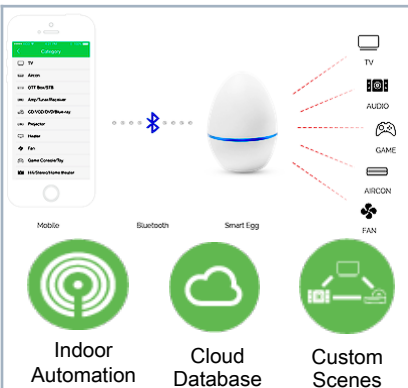 Category
TV
Aircon
OTT Box/STB
Amp/Tuner/Receiver
CD/VCD/DVD/Blue-ray
Projector
Heater
Fan
Game Console/Toy
Hifi Stereo/Home theater
TV
AUDIO
GAME
AIRCON
FAN
Mobile
Bluetooth
Smart Egg
Indoor
Automation
Cloud
Database
Custom
Scenes